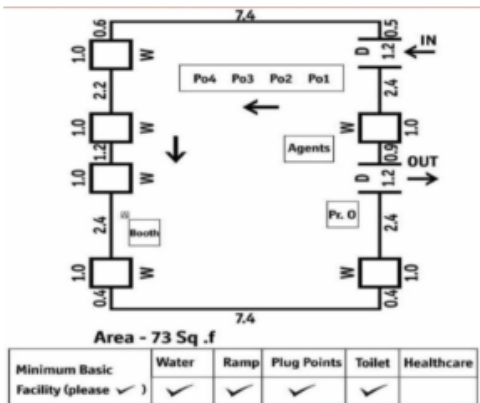 7.4
0.6
0.5
1.0 W
D 1.2 IN
2.2
2.4
Po4 Po3 Po2 Po1
1.0 W
W 1.0
Agents
1.2
0.9
1.0 W
D 1.2 OUT
Pr. O
2.4
2.4
Booth
1.0 W
W 1.0
0.4
0.4
7.4
Area - 73 Sq .f
Minimum Basic Facility (please ✓ ) Water Ramp Plug Points Toilet Healthcare
✓ ✓ ✓ ✓